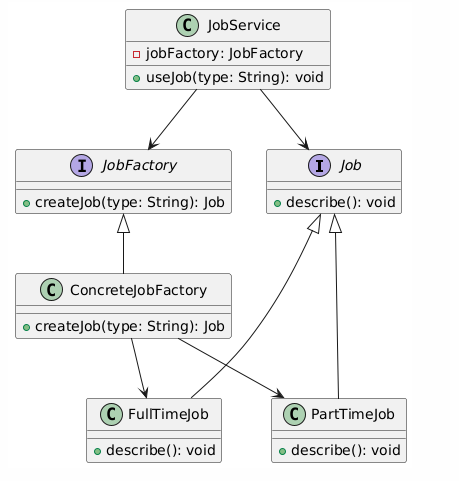 C JobService
jobFactory: JobFactory
useJob(type: String): void
I JobFactory
createJob(type: String): Job
I Job
describe(): void
C ConcreteJobFactory
createJob(type: String): Job
C FullTimeJob
describe(): void
C PartTimeJob
describe(): void